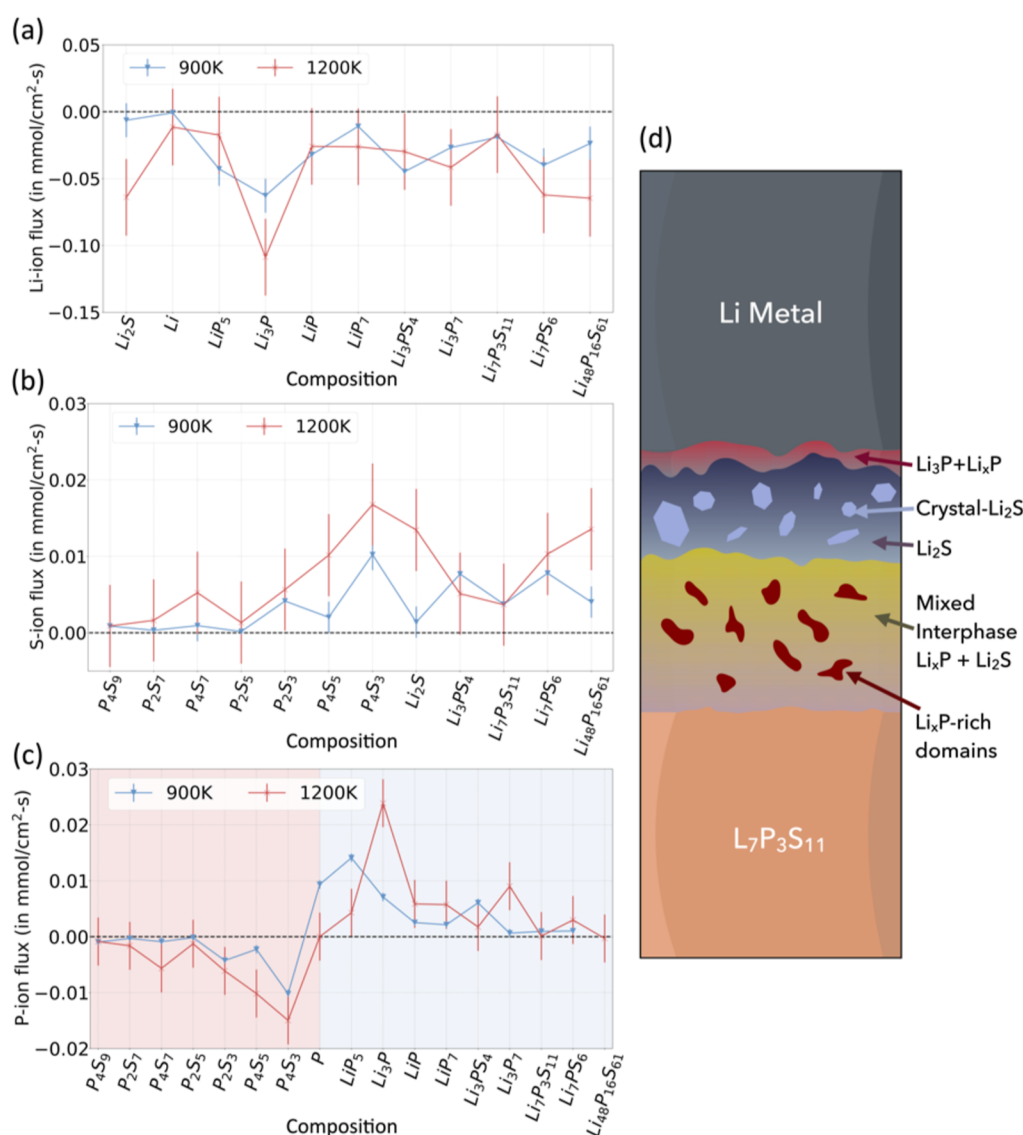 (a)
0.05
0.00
−0.05
−0.10
−0.15
Li-ion flux (in mmol/cm²-s)
900K 1200K
Li₂S Li LiP₅ Li₃P LiP LiP₇ Li₃PS₄ Li₃P₇ Li₇P₃S₁₁ Li₇PS₆ Li₄₈P₁₆S₆₁
Composition
(b)
0.03
0.02
0.01
0.00
S-ion flux (in mmol/cm²-s)
900K 1200K
P₄S₉ P₂S₇ P₄S₇ P₂S₅ P₂S₃ P₄S₅ P₄S₃ Li₂S Li₃PS₄ Li₇P₃S₁₁ Li₇PS₆ Li₄₈P₁₆S₆₁
Composition
(c)
0.03
0.02
0.01
0.00
−0.01
−0.02
P-ion flux (in mmol/cm²-s)
900K 1200K
P₄S₉ P₂S₇ P₄S₇ P₂S₅ P₂S₃ P₄S₅ P₄S₃ P LiP₅ Li₃P LiP LiP₇ Li₃PS₄ Li₃P₇ Li₇P₃S₁₁ Li₇PS₆ Li₄₈P₁₆S₆₁
Composition
(d)
Li Metal
Li₃P+LiₓP
Crystal-Li₂S
Li₂S
Mixed
Interphase
LiₓP + Li₂S
LiₓP-rich
domains
L₇P₃S₁₁